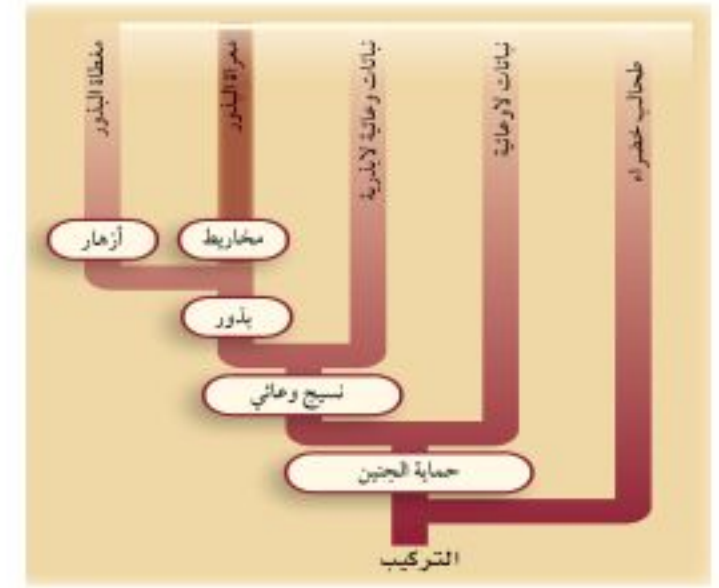 طحالب خضراء
نباتات لاوعائية
نباتات وعائية لابذرية
معراة البذور
مغطاة البذور
مخاريط
أزهار
بذور
نسيج وعائي
حماية الجنين
التركيب